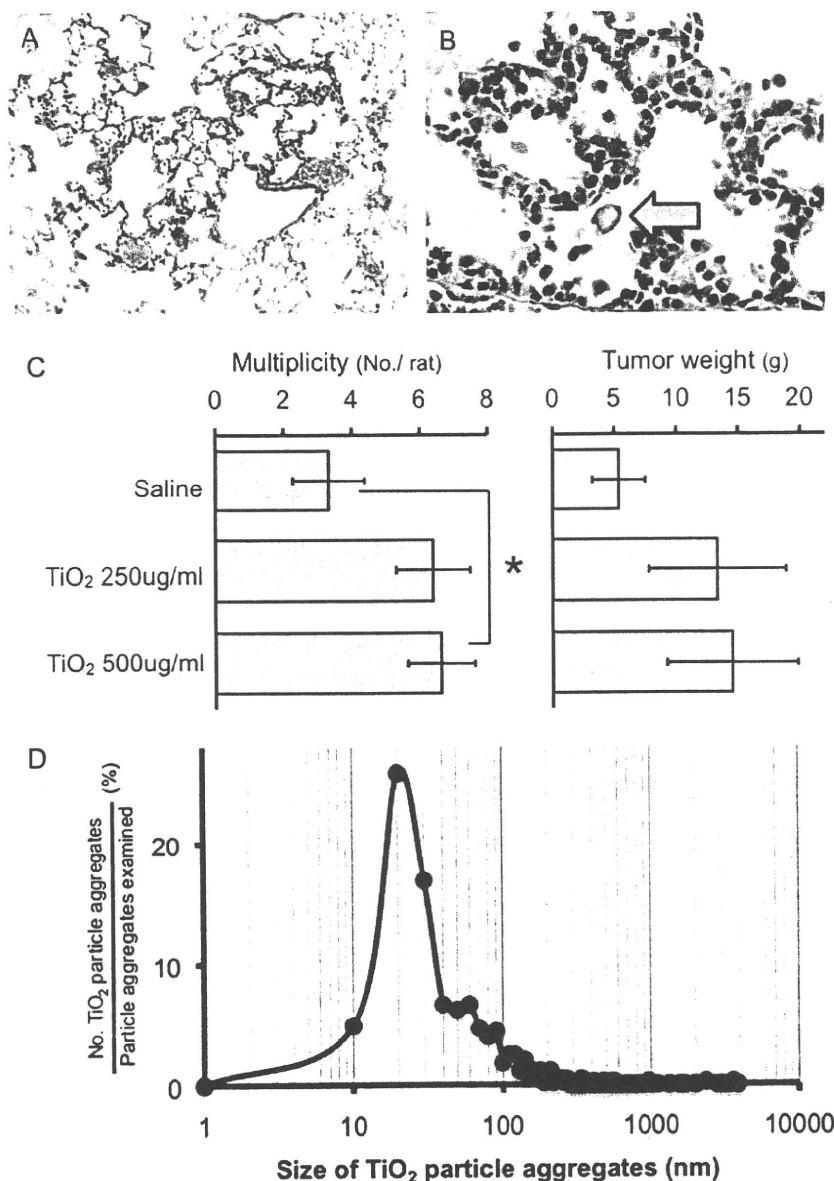 A
B
C
Multiplicity (No./ rat)
Tumor weight (g)
0 2 4 6 8
0 5 10 15 20
Saline
TiO₂ 250ug/ml
TiO₂ 500ug/ml
*
D
No. TiO₂ particle aggregates
Particle aggregates examined
(%)
20
10
0
1 10 100 1000 10000
Size of TiO₂ particle aggregates (nm)